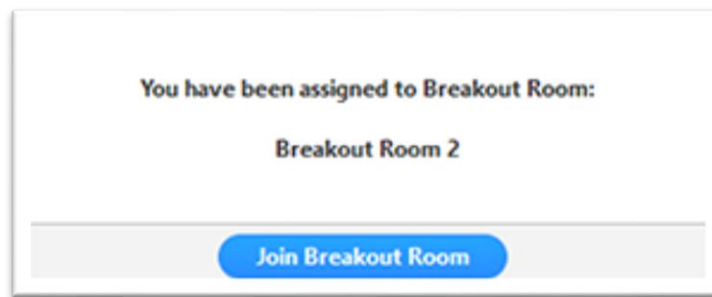 You have been assigned to Breakout Room:
Breakout Room 2
Join Breakout Room